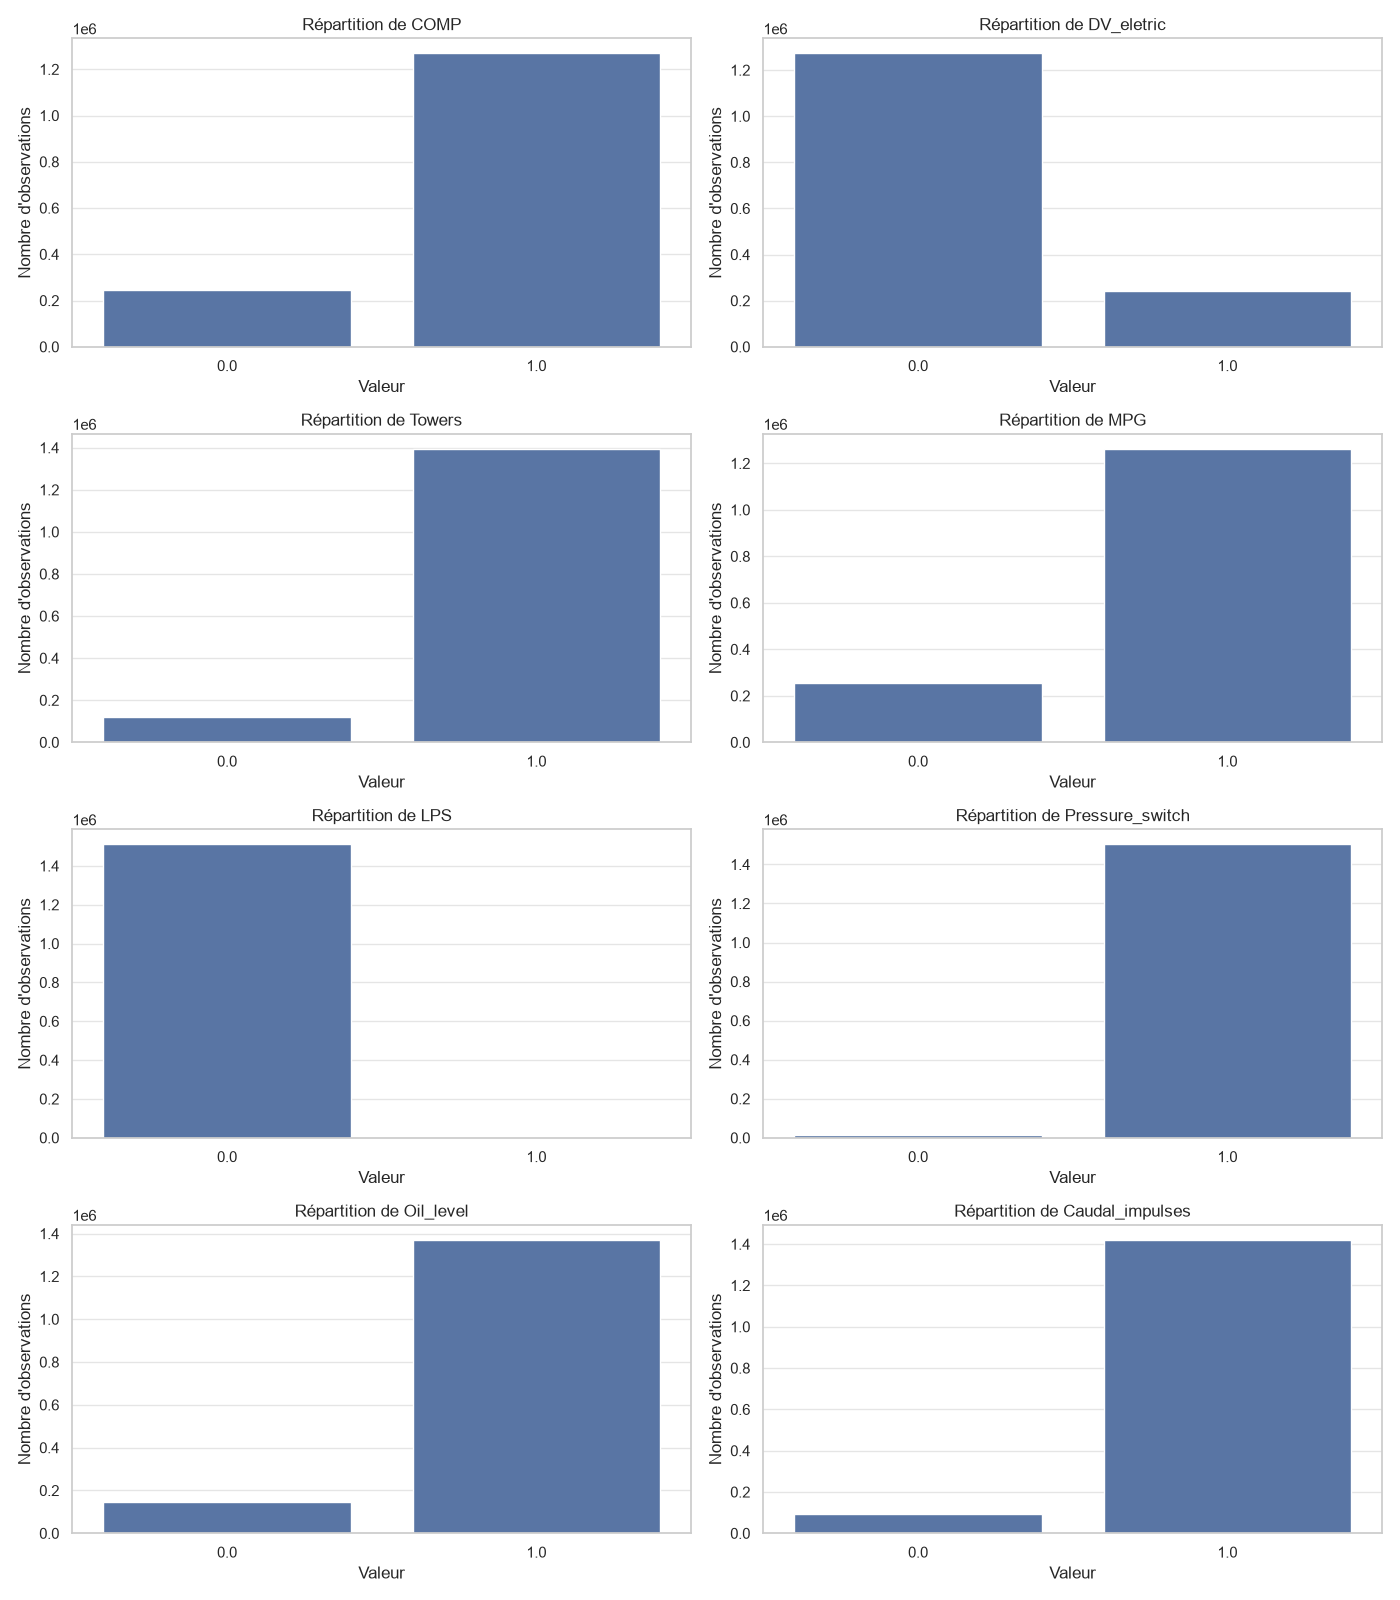 Répartition de COMP
1e6
1.2
1.0
0.8
0.6
0.4
0.2
0.0
Nombre d'observations
0.0 1.0
Valeur
Répartition de DV_eletric
1e6
1.2
1.0
0.8
0.6
0.4
0.2
0.0
Nombre d'observations
0.0 1.0
Valeur
Répartition de Towers
1e6
1.4
1.2
1.0
0.8
0.6
0.4
0.2
0.0
Nombre d'observations
0.0 1.0
Valeur
Répartition de MPG
1e6
1.2
1.0
0.8
0.6
0.4
0.2
0.0
Nombre d'observations
0.0 1.0
Valeur
Répartition de LPS
1e6
1.4
1.2
1.0
0.8
0.6
0.4
0.2
0.0
Nombre d'observations
0.0 1.0
Valeur
Répartition de Pressure_switch
1e6
1.4
1.2
1.0
0.8
0.6
0.4
0.2
0.0
Nombre d'observations
0.0 1.0
Valeur
Répartition de Oil_level
1e6
1.4
1.2
1.0
0.8
0.6
0.4
0.2
0.0
Nombre d'observations
0.0 1.0
Valeur
Répartition de Caudal_impulses
1e6
1.4
1.2
1.0
0.8
0.6
0.4
0.2
0.0
Nombre d'observations
0.0 1.0
Valeur